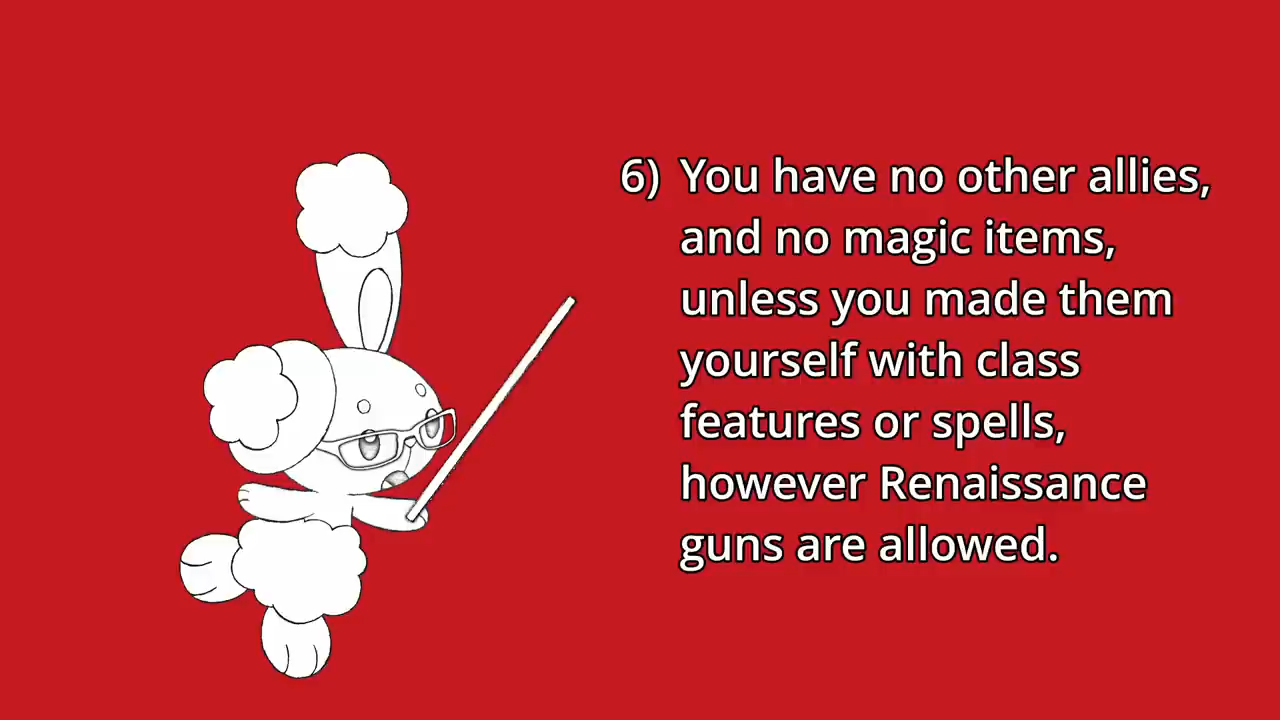 6) You have no other allies,
and no magic items,
unless you made them
yourself with class
features or spells,
however Renaissance
guns are allowed.